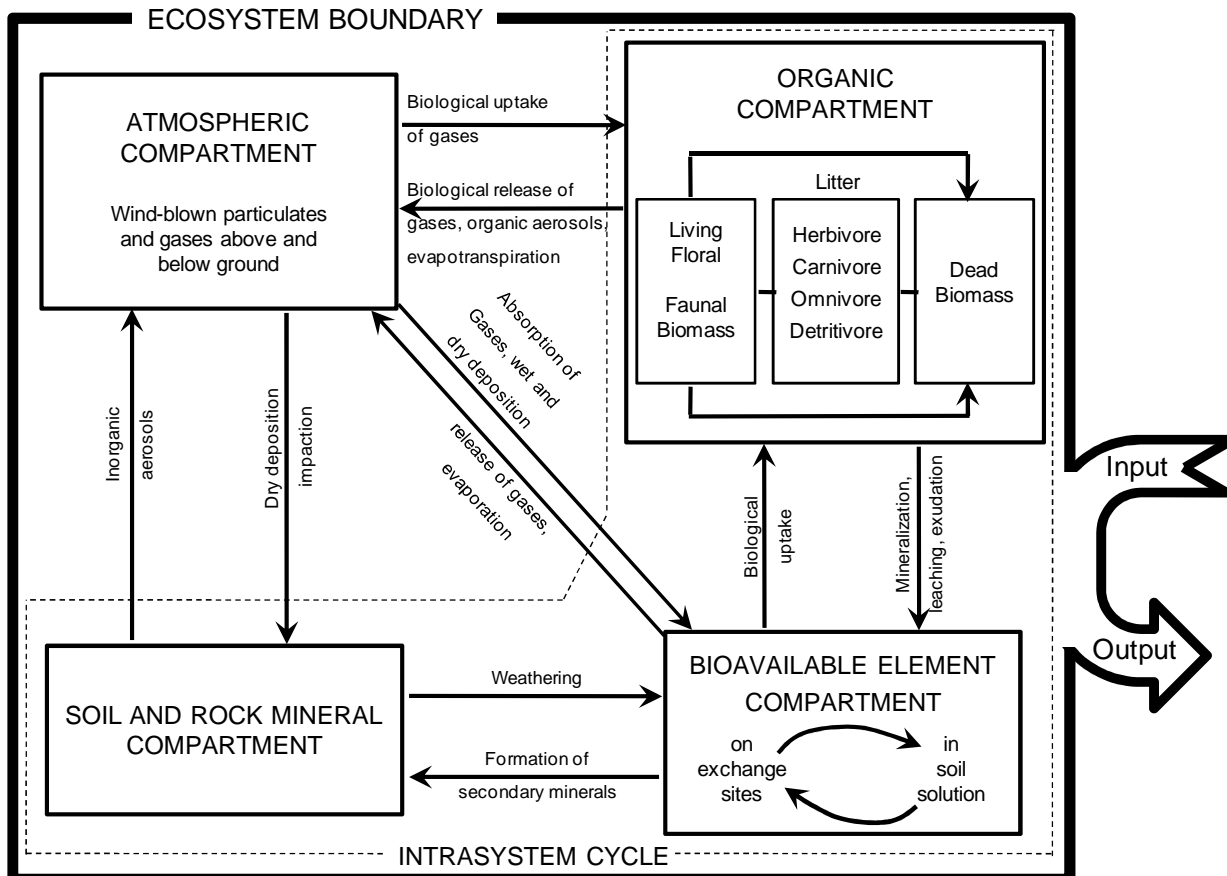 ECOSYSTEM BOUNDARY
ATMOSPHERIC
COMPARTMENT
Wind-blown particulates
and gases above and
below ground
Biological uptake
of gases
Biological release of
gases, organic aerosols,
evapotranspiration
ORGANIC
COMPARTMENT
Litter
Living
Floral
Faunal
Biomass
Herbivore
Carnivore
Omnivore
Detritivore
Dead
Biomass
Absorption of
Gases, wet and
dry deposition
release of gases,
evaporation
Inorganic
aerosols
Dry deposition
impaction
Biological
uptake
Mineralization,
leaching, exudation
Input
Output
SOIL AND ROCK MINERAL
COMPARTMENT
Weathering
Formation of
secondary minerals
BIOAVAILABLE ELEMENT
COMPARTMENT
on
exchange
sites
in
soil
solution
INTRASYSTEM CYCLE